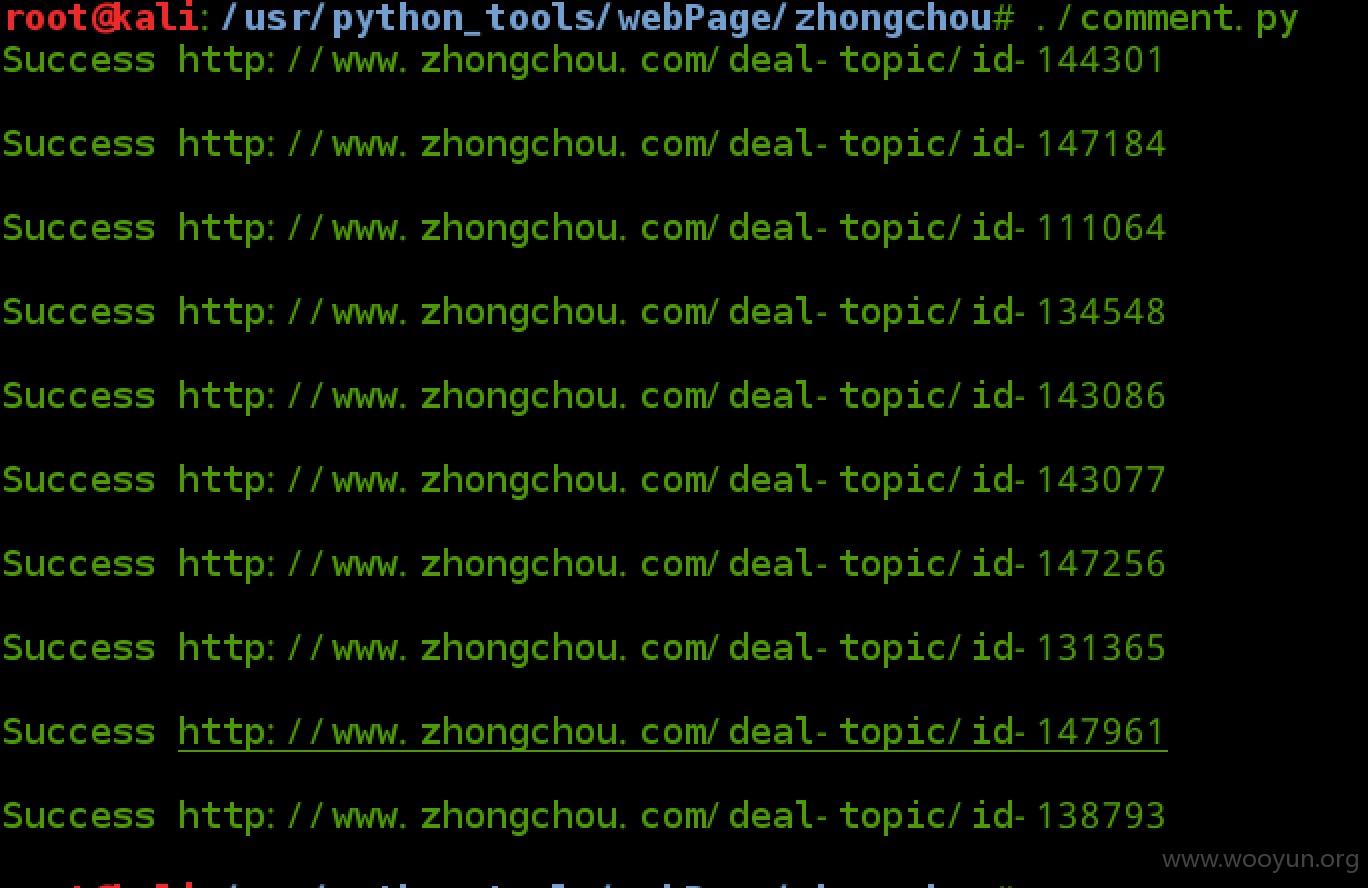 root@kali:/usr/python_tools/webPage/zhongchou# ./comment.py
Success http://www.zhongchou.com/deal-topic/id-144301
Success http://www.zhongchou.com/deal-topic/id-147184
Success http://www.zhongchou.com/deal-topic/id-111064
Success http://www.zhongchou.com/deal-topic/id-134548
Success http://www.zhongchou.com/deal-topic/id-143086
Success http://www.zhongchou.com/deal-topic/id-143077
Success http://www.zhongchou.com/deal-topic/id-147256
Success http://www.zhongchou.com/deal-topic/id-131365
Success http://www.zhongchou.com/deal-topic/id-147961
Success http://www.zhongchou.com/deal-topic/id-138793
www.wooyun.org